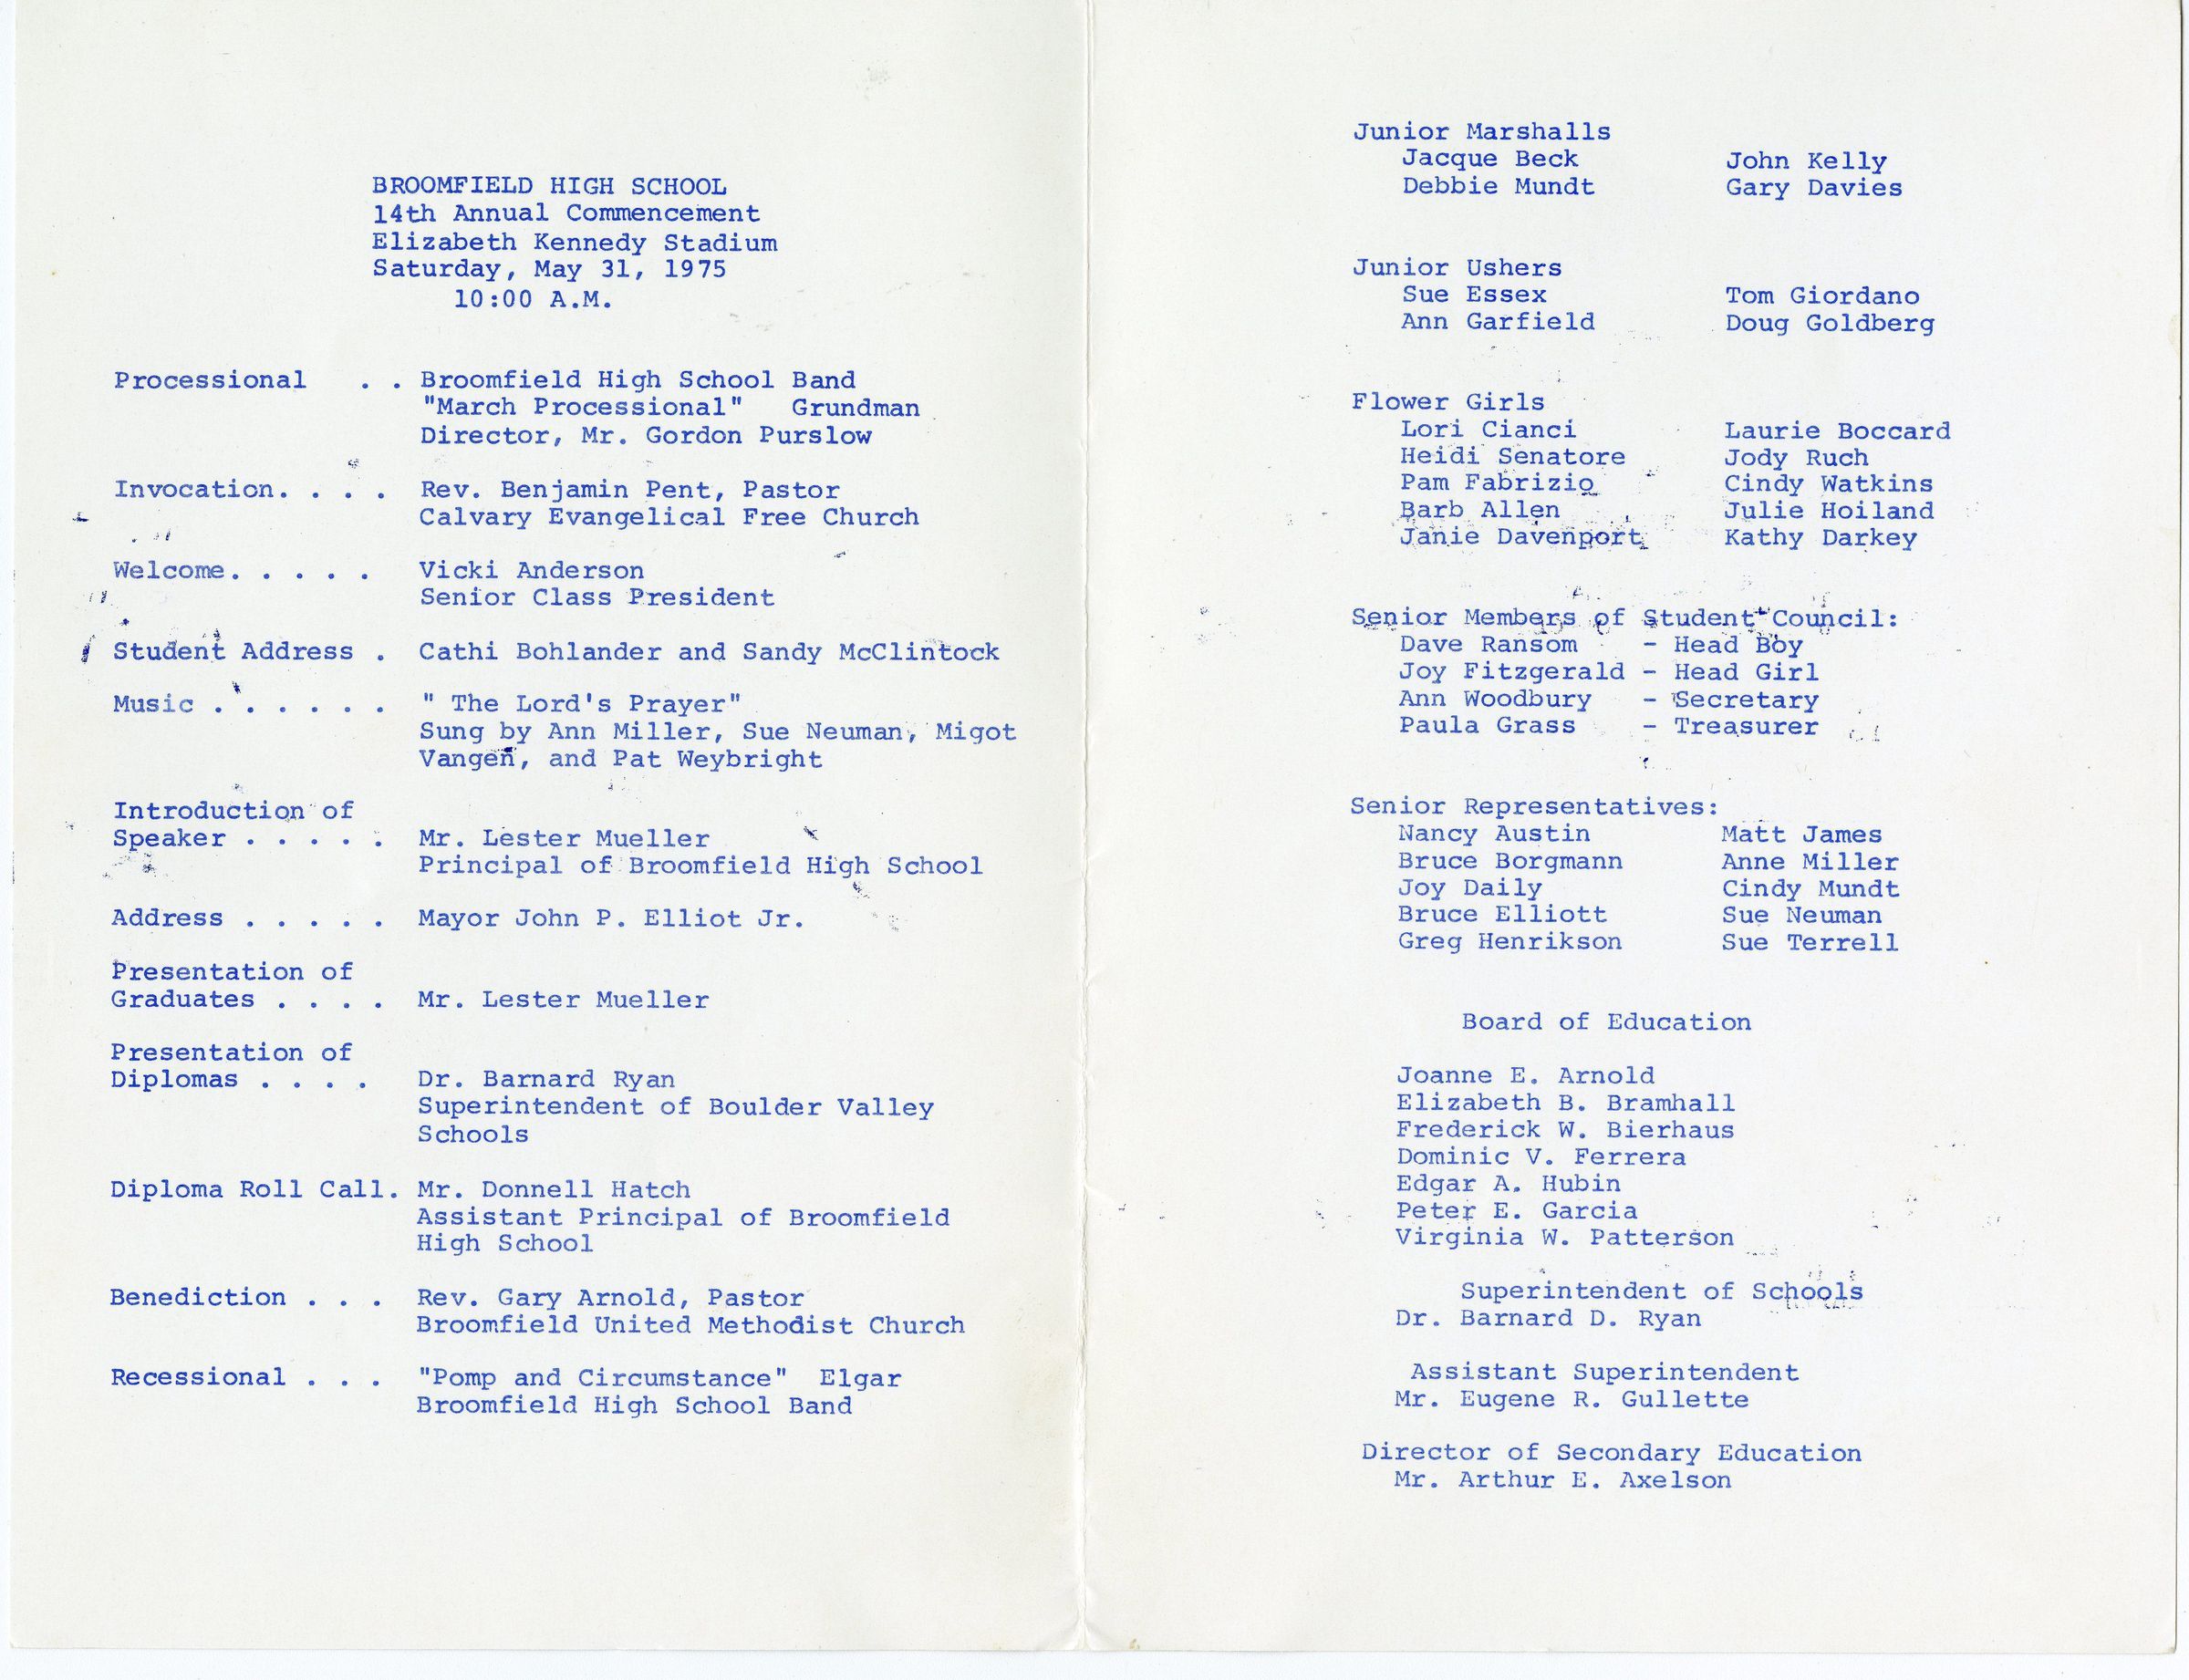 BROOMFIELD HIGH SCHOOL
14th Annual Commencement
Elizabeth Kennedy Stadium
Saturday, May 31, 1975
10:00 A.M.
Processional . . Broomfield High School Band
"March Processional" Grundman
Director, Mr. Gordon Purslow
Invocation. . . . Rev. Benjamin Pent, Pastor
Calvary Evangelical Free Church
Welcome. . . . . Vicki Anderson
Senior Class President
Student Address . Cathi Bohlander and Sandy McClintock
Music . . . . . . " The Lord's Prayer"
Sung by Ann Miller, Sue Neuman, Migot
Vangen, and Pat Weybright
Introduction of
Speaker . . . . . Mr. Lester Mueller
Principal of Broomfield High School
Address . . . . . Mayor John P. Elliot Jr.
Presentation of
Graduates . . . . Mr. Lester Mueller
Presentation of
Diplomas . . . . Dr. Barnard Ryan
Superintendent of Boulder Valley
Schools
Diploma Roll Call. Mr. Donnell Hatch
Assistant Principal of Broomfield
High School
Benediction . . . Rev. Gary Arnold, Pastor
Broomfield United Methodist Church
Recessional . . . "Pomp and Circumstance" Elgar
Broomfield High School Band
Junior Marshalls
Jacque Beck John Kelly
Debbie Mundt Gary Davies
Junior Ushers
Sue Essex Tom Giordano
Ann Garfield Doug Goldberg
Flower Girls
Lori Cianci Laurie Boccard
Heidi Senatore Jody Ruch
Pam Fabrizio Cindy Watkins
Barb Allen Julie Hoiland
Janie Davenport Kathy Darkey
Senior Members of Student Council:
Dave Ransom - Head Boy
Joy Fitzgerald - Head Girl
Ann Woodbury - Secretary
Paula Grass - Treasurer
Senior Representatives:
Nancy Austin Matt James
Bruce Borgmann Anne Miller
Joy Daily Cindy Mundt
Bruce Elliott Sue Neuman
Greg Henrikson Sue Terrell
Board of Education
Joanne E. Arnold
Elizabeth B. Bramhall
Frederick W. Bierhaus
Dominic V. Ferrera
Edgar A. Hubin
Peter E. Garcia
Virginia W. Patterson
Superintendent of Schools
Dr. Barnard D. Ryan
Assistant Superintendent
Mr. Eugene R. Gullette
Director of Secondary Education
Mr. Arthur E. Axelson